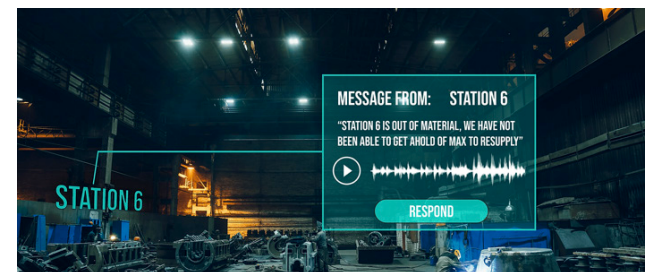 MESSAGE FROM: STATION 6
"STATION 6 IS OUT OF MATERIAL, WE HAVE NOT
BEEN ABLE TO GET AHOLD OF MAX TO RESUPPLY"
STATION 6
RESPOND